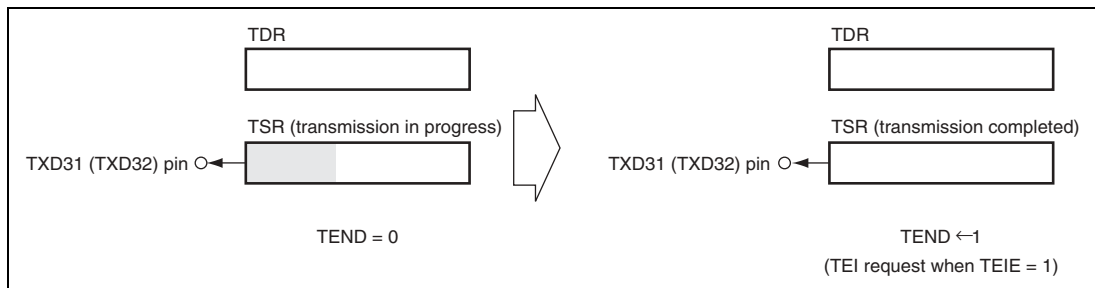 TDR
TSR (transmission in progress)
TXD31 (TXD32) pin
TEND = 0
TDR
TSR (transmission completed)
TXD31 (TXD32) pin
TEND ←1
(TEI request when TEIE = 1)